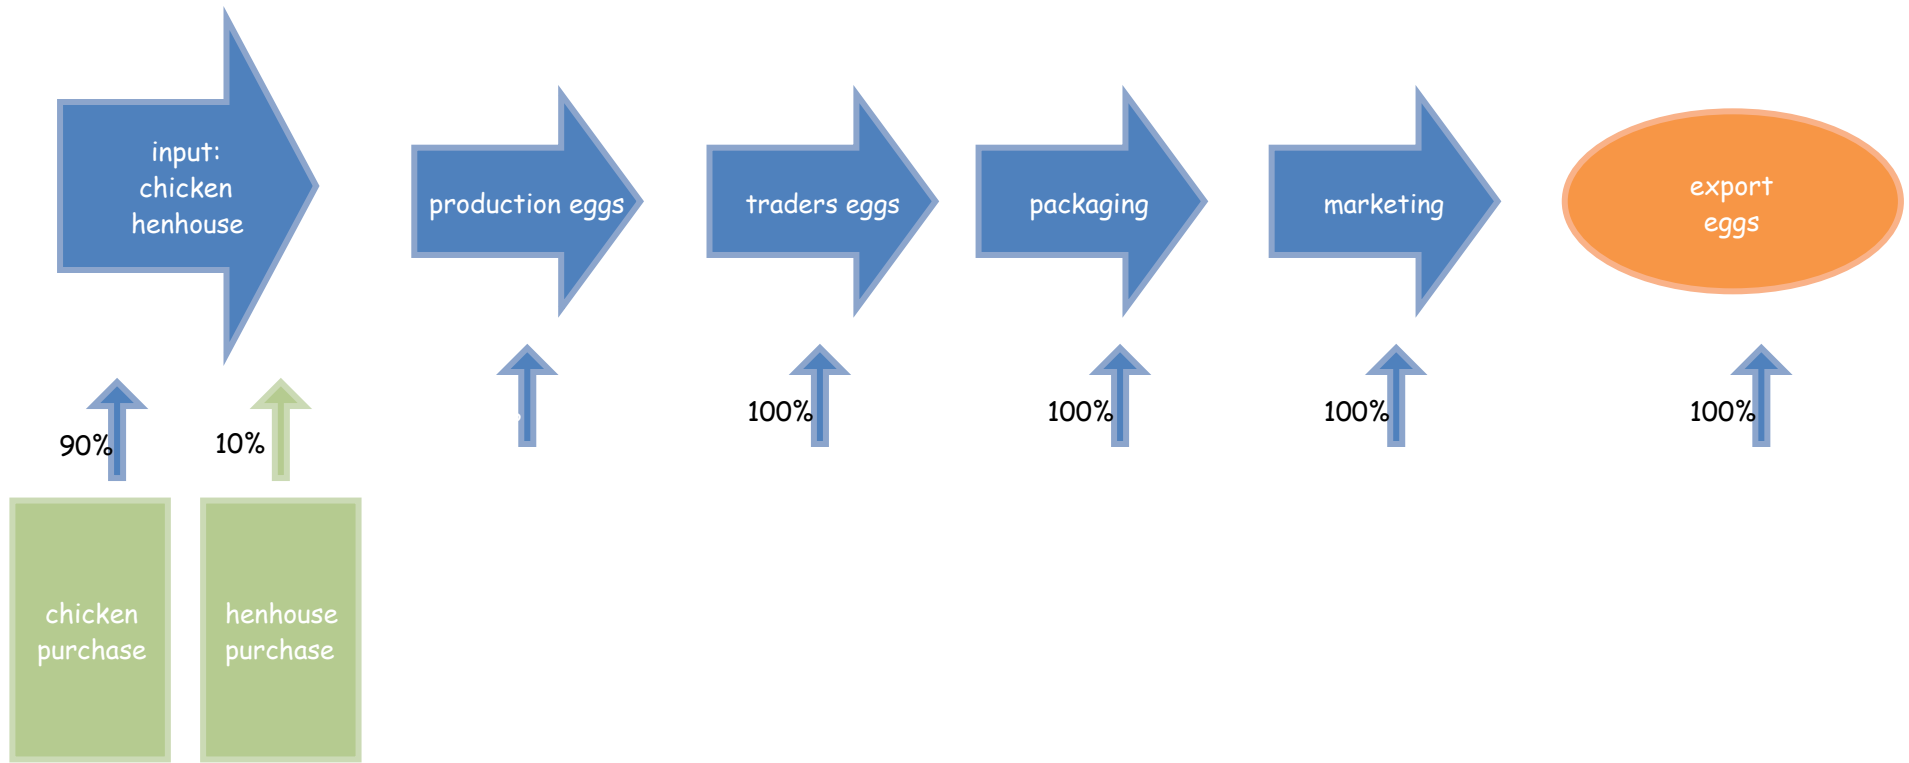 input:
chicken
henhouse
production eggs
traders eggs
packaging
marketing
export
eggs
90%
10%
100%
100%
100%
100%
chicken
purchase
henhouse
purchase